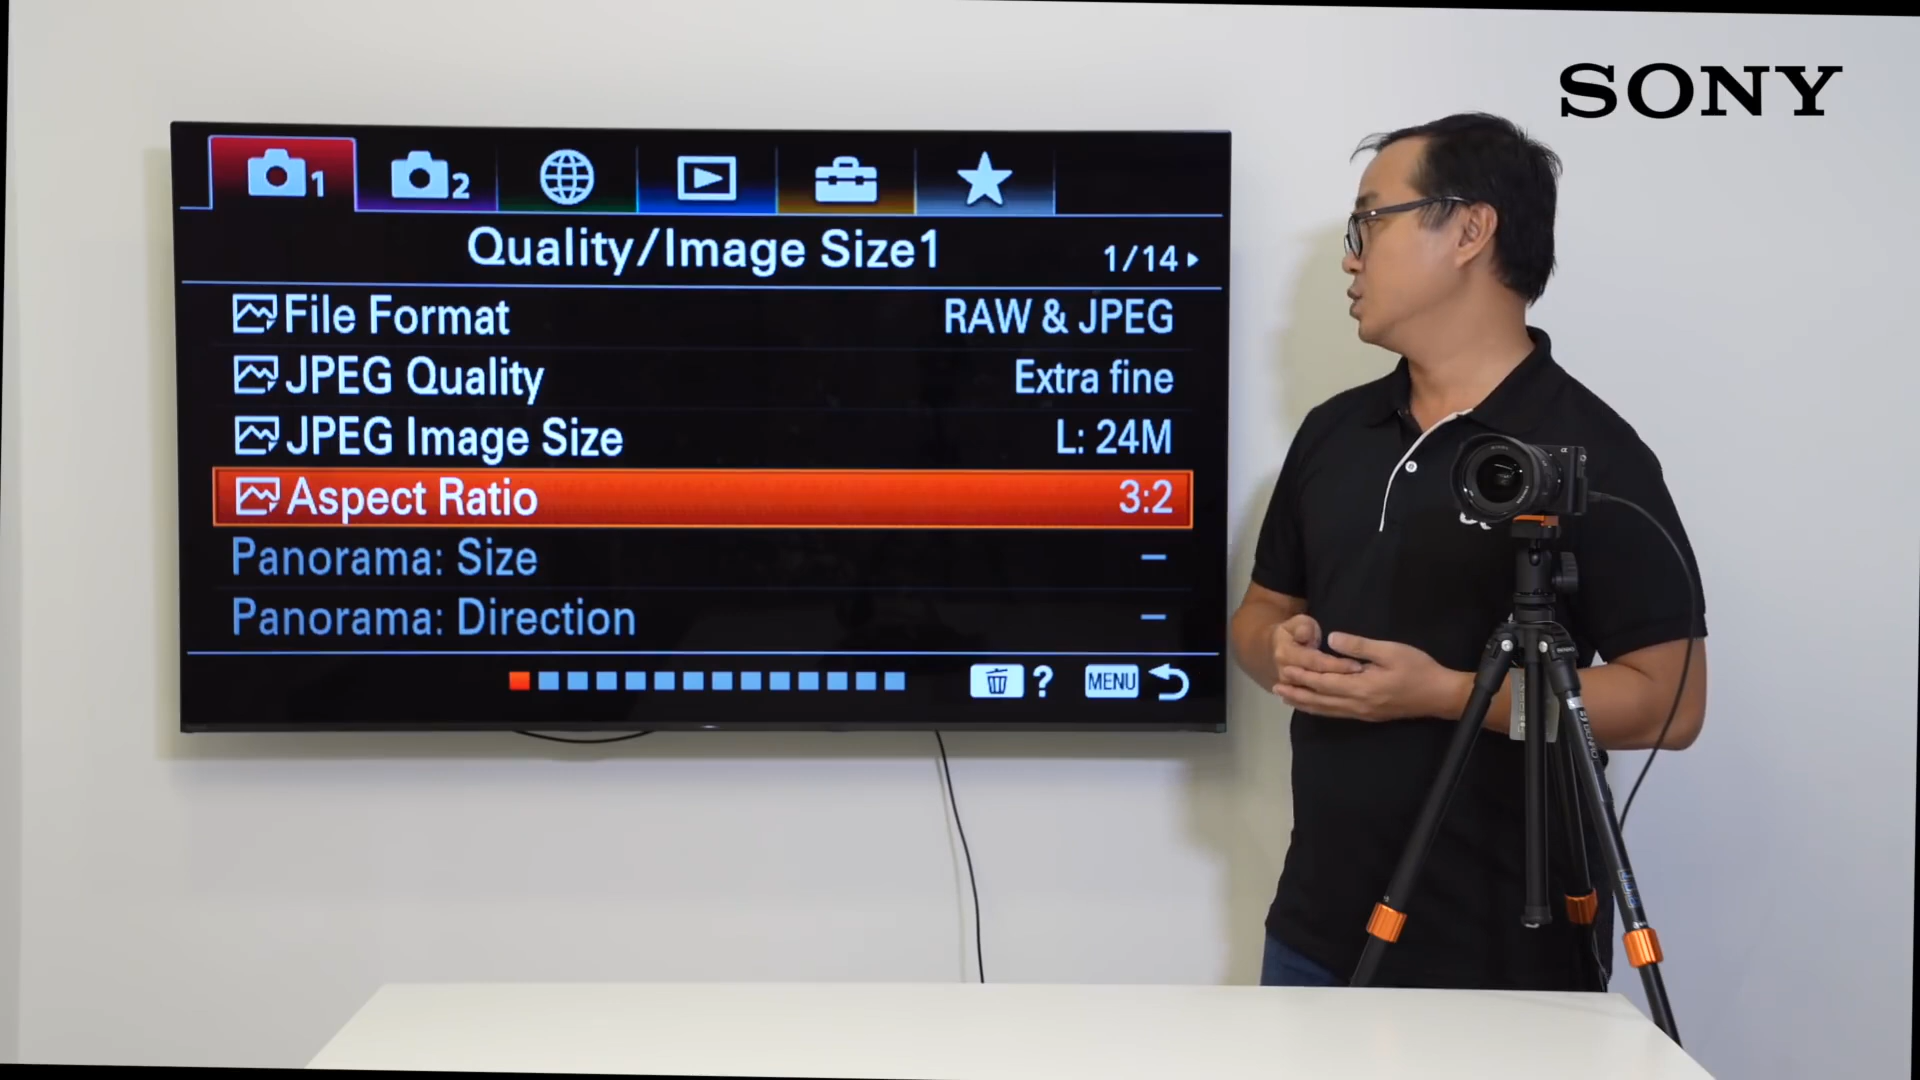 SONY
1
2
Quality/Image Size1
1/14
File Format
RAW & JPEG
JPEG Quality
Extra fine
JPEG Image Size
L: 24M
Aspect Ratio
3:2
Panorama: Size
–
Panorama: Direction
–
?
MENU
α